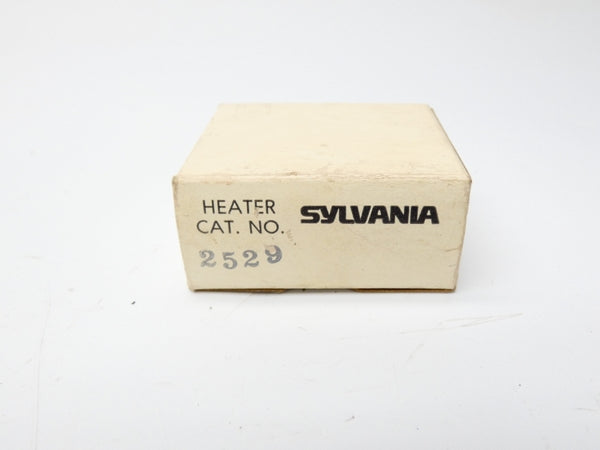 HEATER
CAT. NO.
SYLVANIA
2529